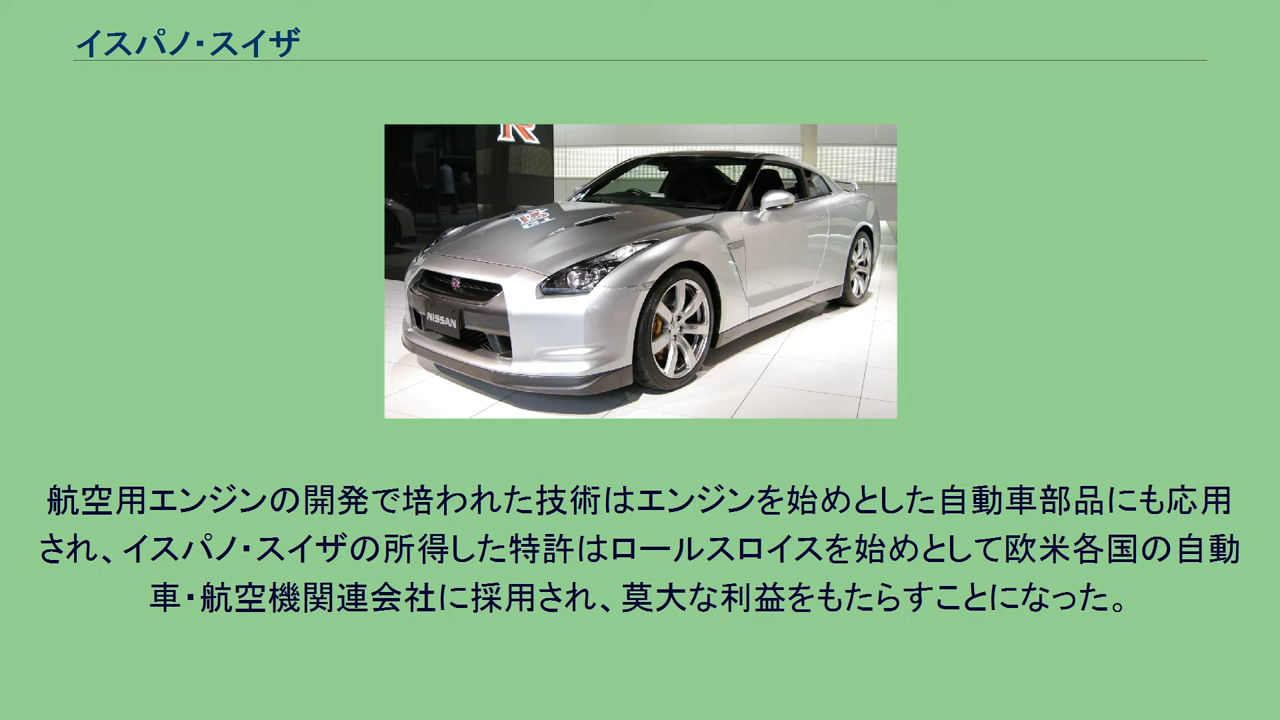 イスパノ・スイザ
R
NISSAN
航空用エンジンの開発で培われた技術はエンジンを始めとした自動車部品にも応用
され、イスパノ・スイザの所得した特許はロールスロイスを始めとして欧米各国の自動
車・航空機関連会社に採用され、莫大な利益をもたらすことになった。